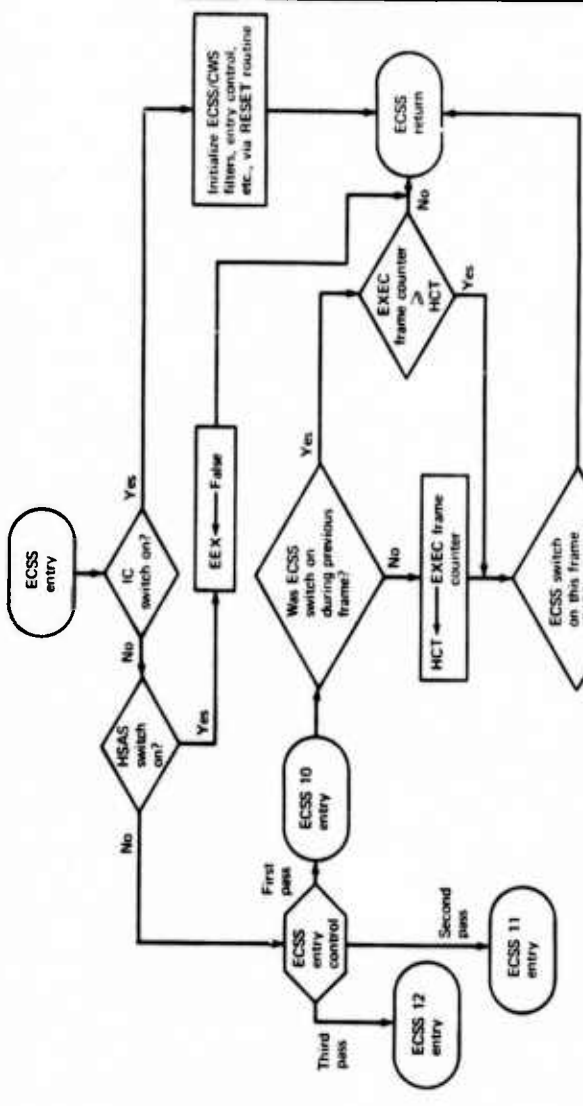 ECSS
entry
IC
switch on?
Yes
No
Initialize ECSS/CWS
filters, entry control,
etc., via RESET routine
HSAS
switch
on?
Yes
No
EEX
False
ECSS
return
ECSS
entry
control
First
pass
Second
pass
Third
pass
ECSS 10
entry
ECSS 11
entry
ECSS 12
entry
Was ECSS
switch on
during previous
frame?
Yes
No
EXEC
frame counter
⩾
HCT
No
Yes
HCT
EXEC frame
counter
ECSS switch
on this frame